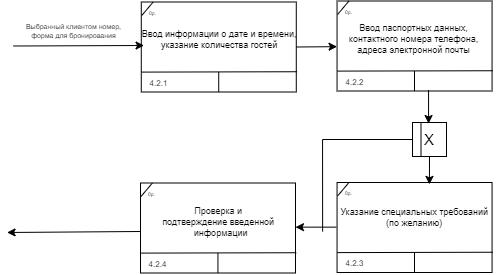 Выбранный клиентом номер,
форма для бронирования
0р.
Ввод информации о дате и времени,
указание количества гостей
4.2.1
0р.
Ввод паспортных данных,
контактного номера телефона,
адреса электронной почты
4.2.2
X
0р.
Проверка и
подтверждение введенной
информации
4.2.4
0р.
Указание специальных требований
(по желанию)
4.2.3